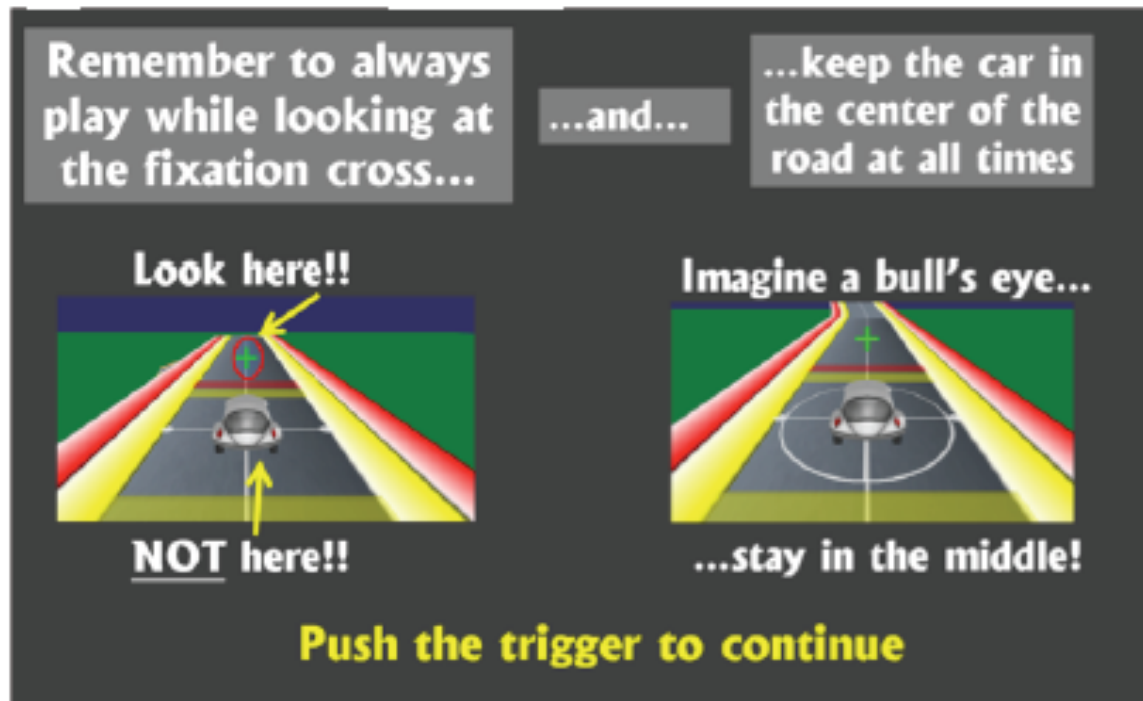 Remember to always
play while looking at
the fixation cross...
...and...
...keep the car in
the center of the
road at all times
Look here!!
NOT here!!
Imagine a bull's eye...
...stay in the middle!
Push the trigger to continue